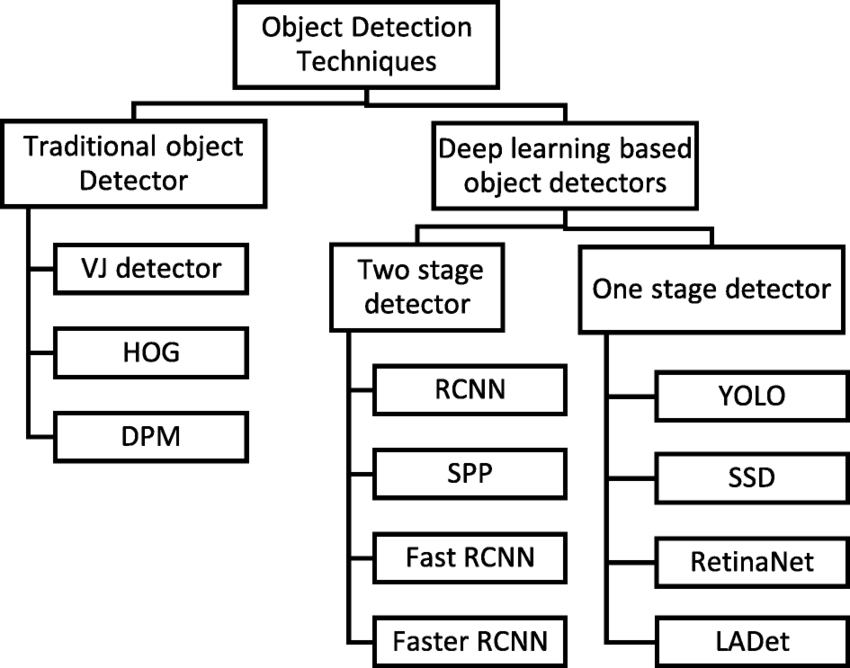 Object Detection
Techniques
Traditional object
Detector
Deep learning based
object detectors
VJ detector
HOG
DPM
Two stage
detector
RCNN
SPP
Fast RCNN
Faster RCNN
One stage detector
YOLO
SSD
RetinaNet
LADet